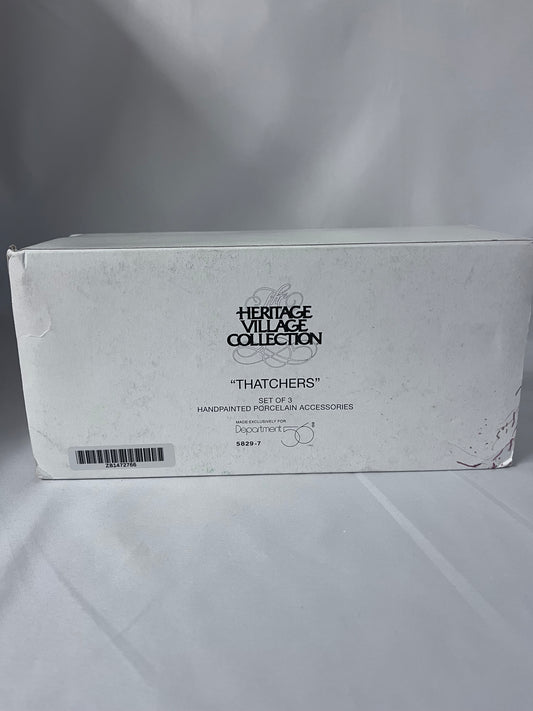 The
HERITAGE
VILLAGE
COLLECTION
"THATCHERS"
SET OF 3
HANDPAINTED PORCELAIN ACCESSORIES
MADE EXCLUSIVELY FOR
Department 56®
5829-7
Z81472766